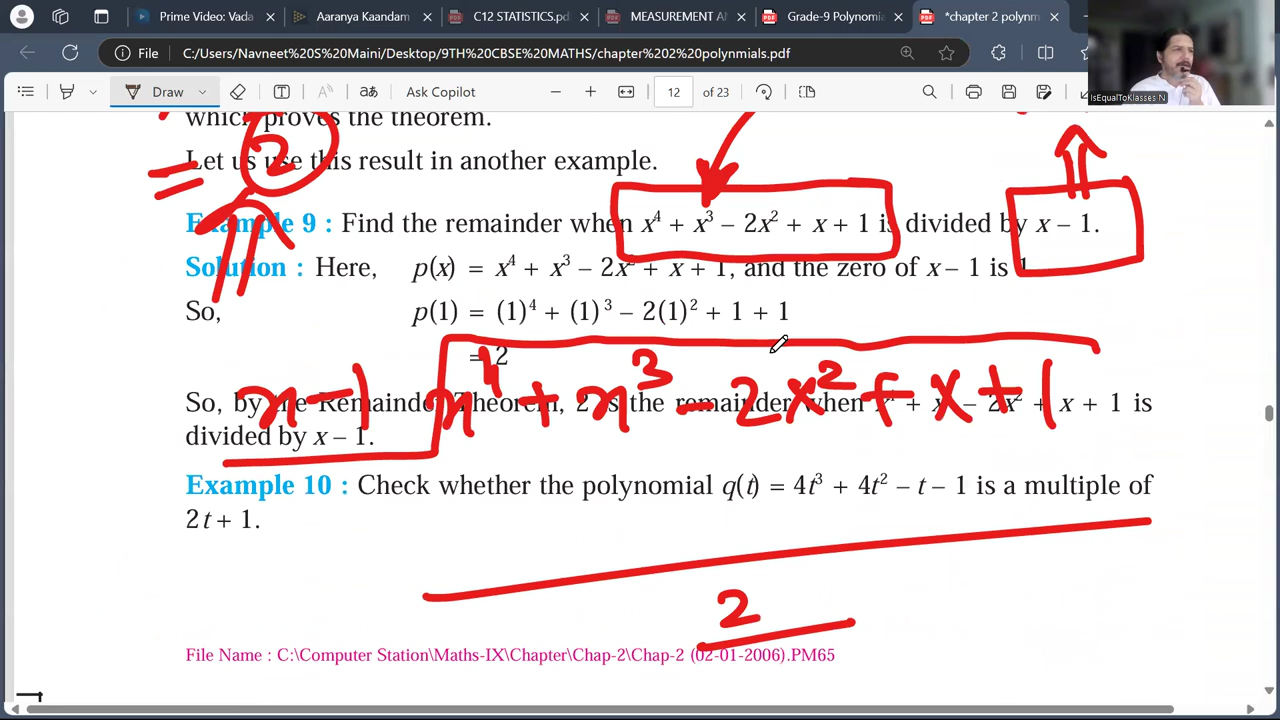 Prime Video: Vada
Aaranya Kaandam
C12 STATISTICS.pd
MEASUREMENT A
Grade-9 Polynomia
*chapter 2 polynm
File
C:/Users/Navneet%20S%20Maini/Desktop/9TH%20CBSE%20MATHS/chapter%202%20polynmials.pdf
IsEqualToKlasses N
Draw
Ask Copilot
12 of 23
which proves the theorem.
= 2
Let us use this result in another example.
Example 9 : Find the remainder when x⁴ + x³ – 2x² + x + 1 is divided by x – 1.
Solution : Here, p(x) = x⁴ + x³ – 2x² + x + 1, and the zero of x – 1 is 1.
So, p(1) = (1)⁴ + (1)³ – 2(1)² + 1 + 1
= 2
x-1 x⁴ + x³ - 2x² + x + 1
So, by the Remainder Theorem, 2 is the remainder when x⁴ + x³ – 2x² + x + 1 is
divided by x – 1.
Example 10 : Check whether the polynomial q(t) = 4t³ + 4t² – t – 1 is a multiple of
2t + 1.
2
File Name : C:\Computer Station\Maths-IX\Chapter\Chap-2\Chap-2 (02-01-2006).PM65